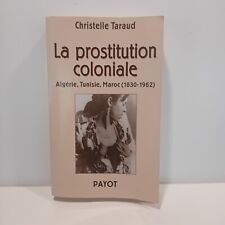 Christelle Taraud
La prostitution
coloniale
Algérie, Tunisie, Maroc (1830-1962)
PAYOT